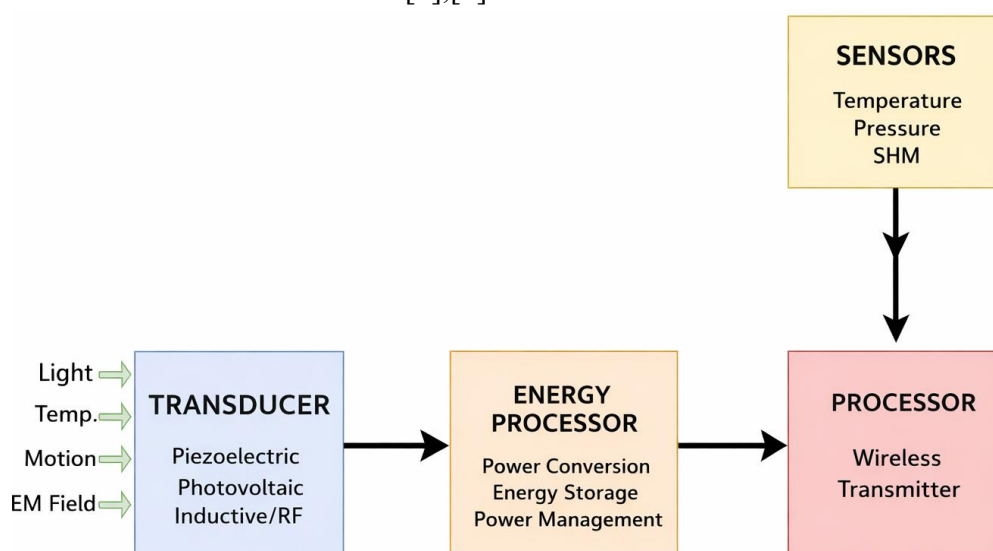 SENSORS
Temperature
Pressure
SHM
Light
Temp.
Motion
EM Field
TRANSDUCER
Piezoelectric
Photovoltaic
Inductive/RF
ENERGY
PROCESSOR
Power Conversion
Energy Storage
Power Management
PROCESSOR
Wireless
Transmitter